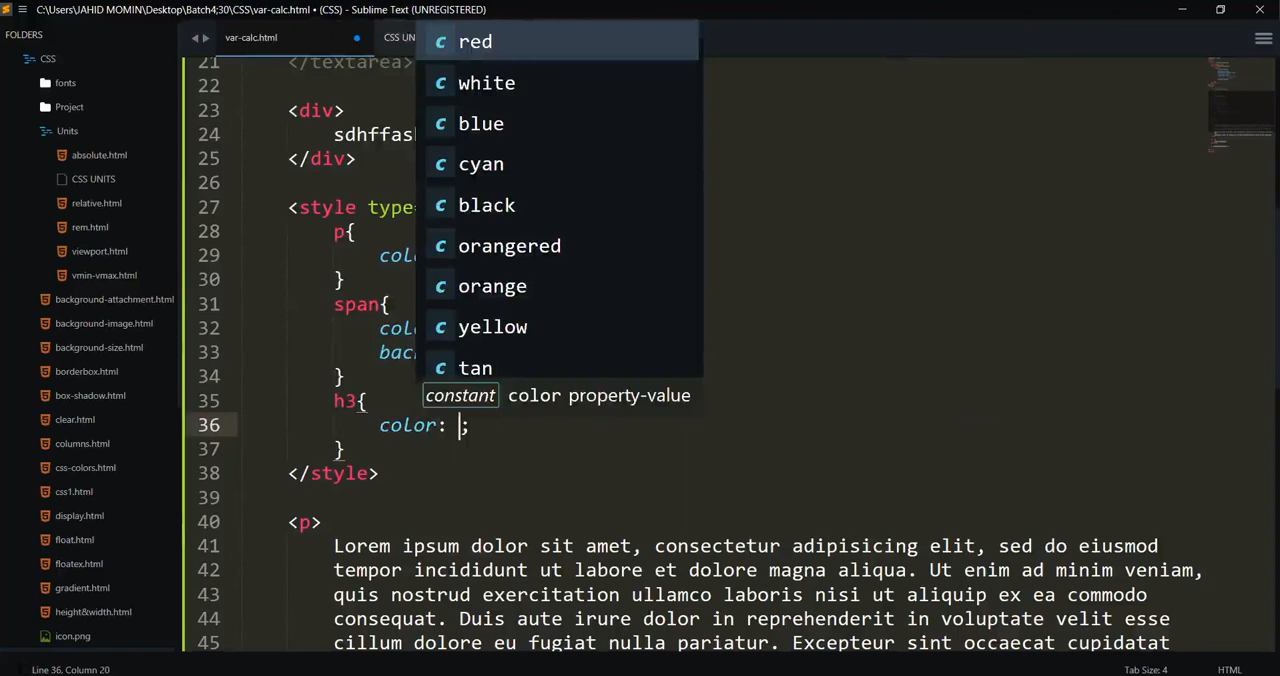 C:\Users\JAHID MOMIN\Desktop\Batch4;30\CSS\var-calc.html • (CSS) - Sublime Text (UNREGISTERED)
FOLDERS
CSS
fonts
Project
Units
absolute.html
CSS UNITS
relative.html
rem.html
viewport.html
vmin-vmax.html
background-attachment.html
background-image.html
background-size.html
borderbox.html
box-shadow.html
clear.html
columns.html
css-colors.html
css1.html
display.html
float.html
floatex.html
gradient.html
height&width.html
icon.png
var-calc.html
CSS UN
21 </textarea>
22
23 <div>
24 sdhffas
25 </div>
26
27 <style type=
28 p{
29 colo
30 }
31 span{
32 colo
33 bac
34 }
35 h3{
36 color: ;
37 }
38 </style>
39
40 <p>
41 Lorem ipsum dolor sit amet, consectetur adipisicing elit, sed do eiusmod
42 tempor incididunt ut labore et dolore magna aliqua. Ut enim ad minim veniam,
43 quis nostrud exercitation ullamco laboris nisi ut aliquip ex ea commodo
44 consequat. Duis aute irure dolor in reprehenderit in voluptate velit esse
45 cillum dolore eu fugiat nulla pariatur. Excepteur sint occaecat cupidatat
c red
c white
c blue
c cyan
c black
c orangered
c orange
c yellow
c tan
constant color property-value
Line 36, Column 20
Tab Size: 4
HTML